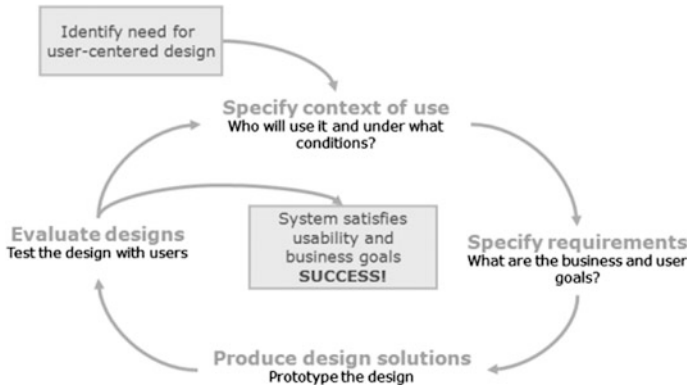 Identify need for
user-centered design
Specify context of use
Who will use it and under what
conditions?
Evaluate designs
Test the design with users
System satisfies
usability and
business goals
SUCCESS!
Specify requirements
What are the business and user
goals?
Produce design solutions
Prototype the design